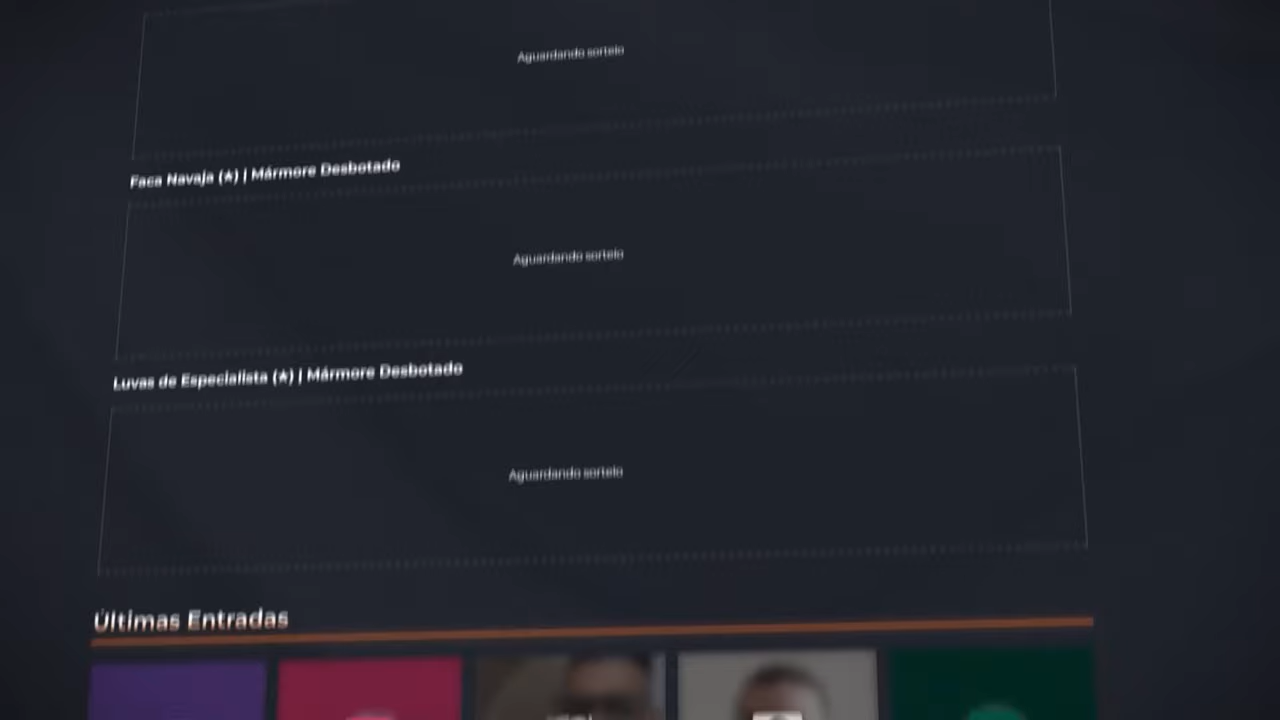 Aguardando sorteio
Faca Navaja (★) | Mármore Desbotado
Aguardando sorteio
Luvas de Especialista (★) | Mármore Desbotado
Aguardando sorteio
Últimas Entradas